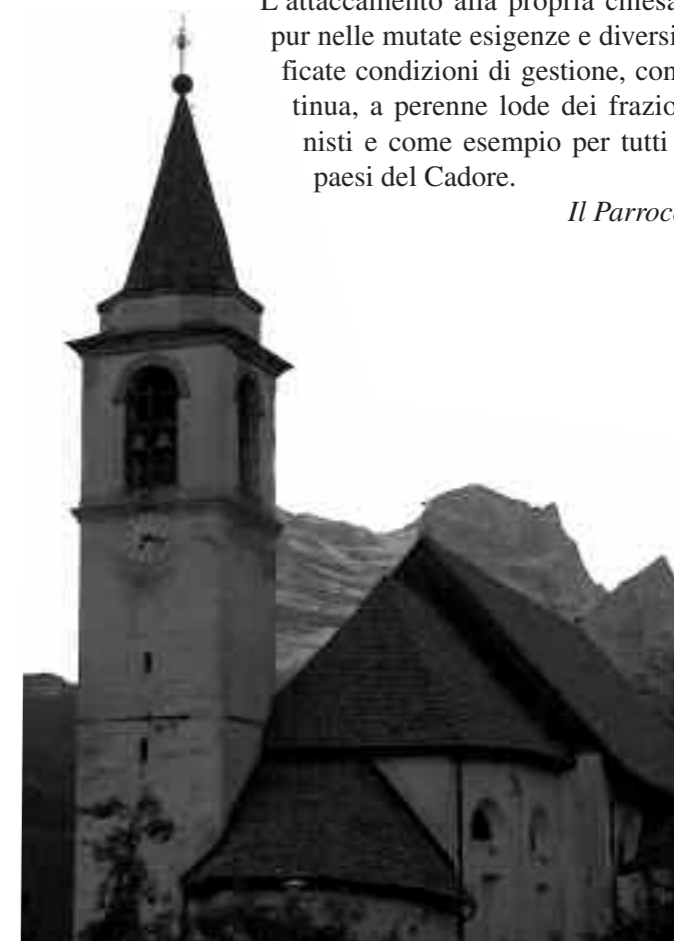 L'attaccamento alla propria chiesa
pur nelle mutate esigenze e diversi
ficate condizioni di gestione, con
tinua, a perenne lode dei frazio
nisti e come esempio per tutti
paesi del Cadore.
Il Parroc